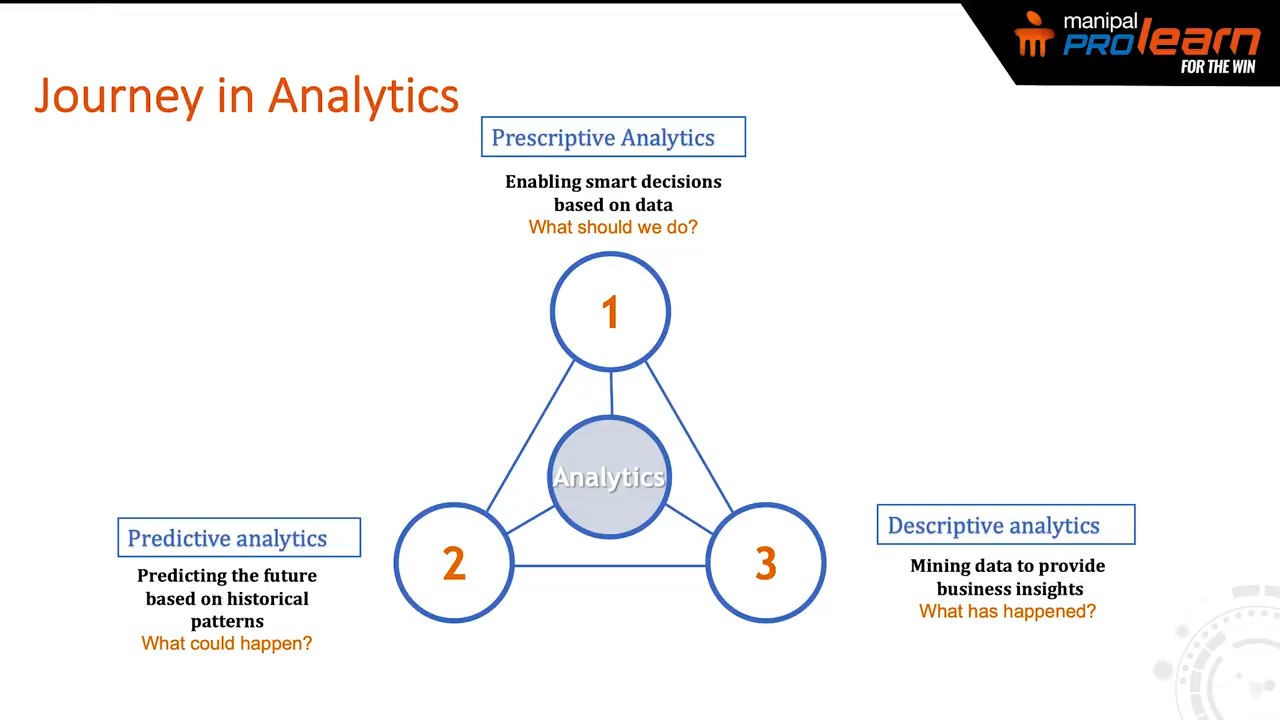 manipal
PROlearn
FOR THE WIN
Journey in Analytics
Prescriptive Analytics
Enabling smart decisions
based on data
What should we do?
1
Analytics
2
3
Predictive analytics
Predicting the future
based on historical
patterns
What could happen?
Descriptive analytics
Mining data to provide
business insights
What has happened?